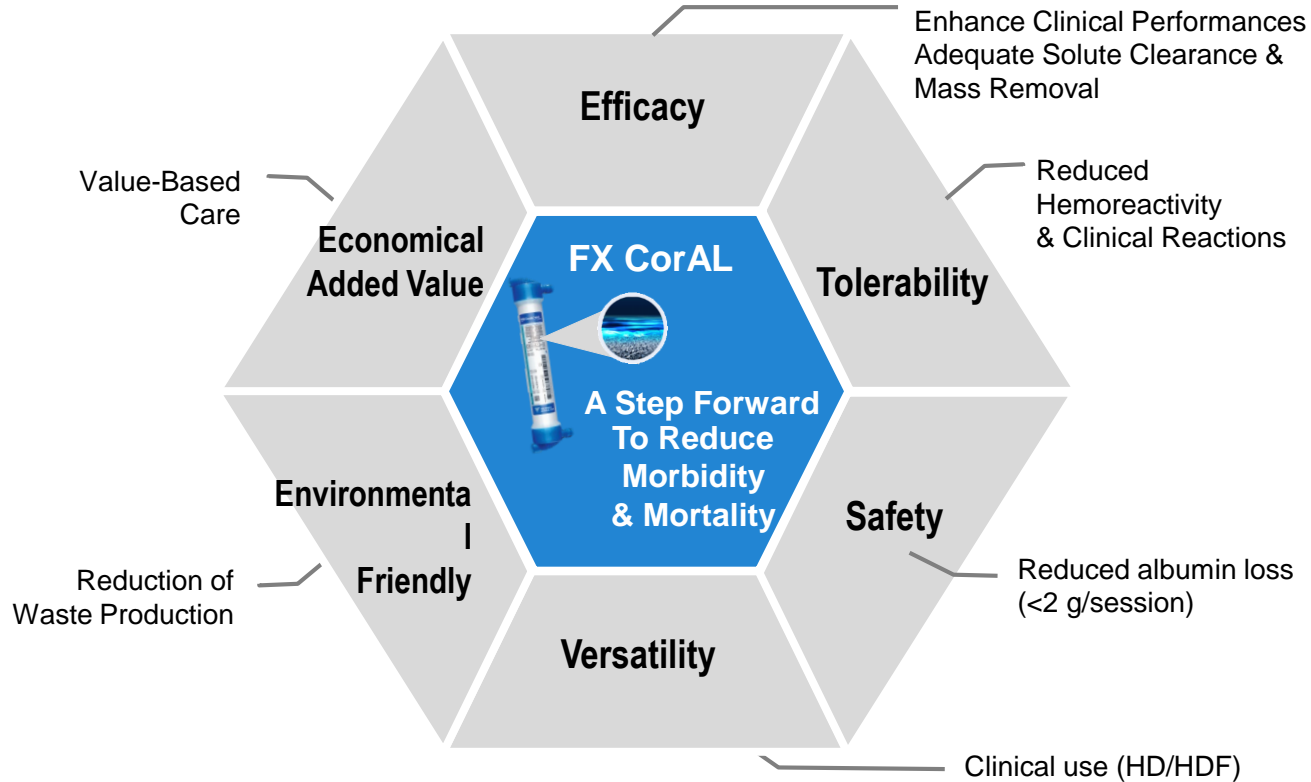 Enhance Clinical Performances
Adequate Solute Clearance &
Mass Removal
Efficacy
Value-Based
Care
Reduced
Hemoreactivity
& Clinical Reactions
Economical
Added Value
FX CorAL
Tolerability
A Step Forward
To Reduce
Morbidity
& Mortality
Environmenta
l
Friendly
Safety
Reduction of
Waste Production
Reduced albumin loss
(<2 g/session)
Versatility
Clinical use (HD/HDF)